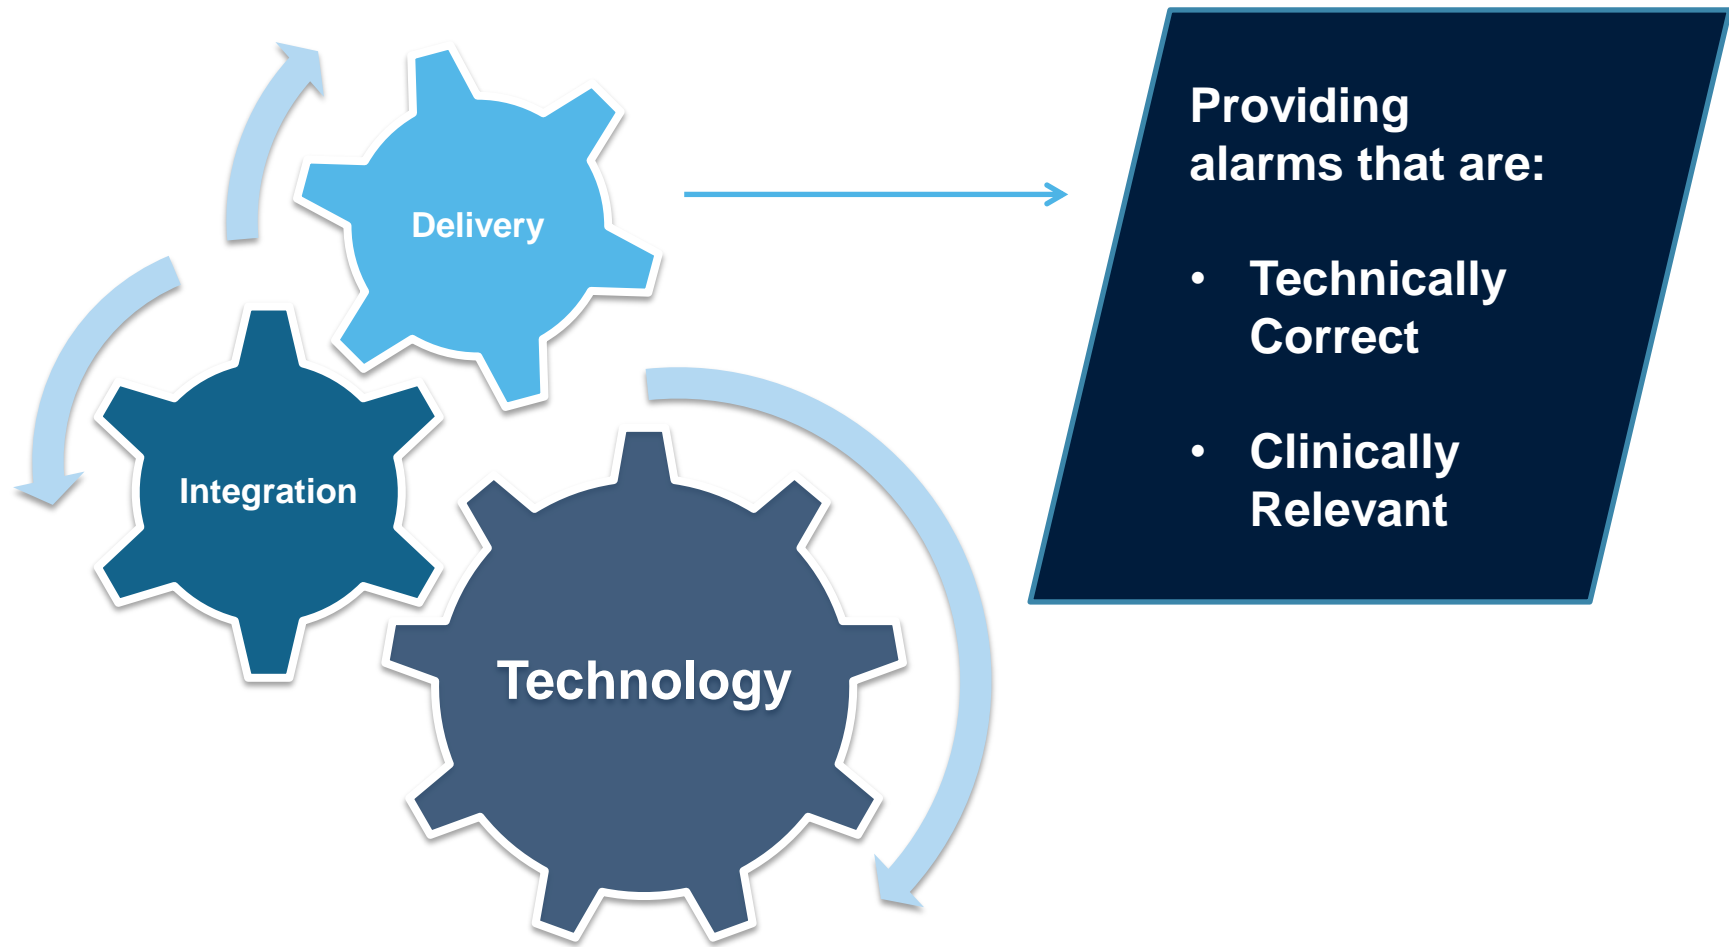 Delivery
Integration
Technology
Providing
alarms that are:
• Technically
Correct
• Clinically
Relevant